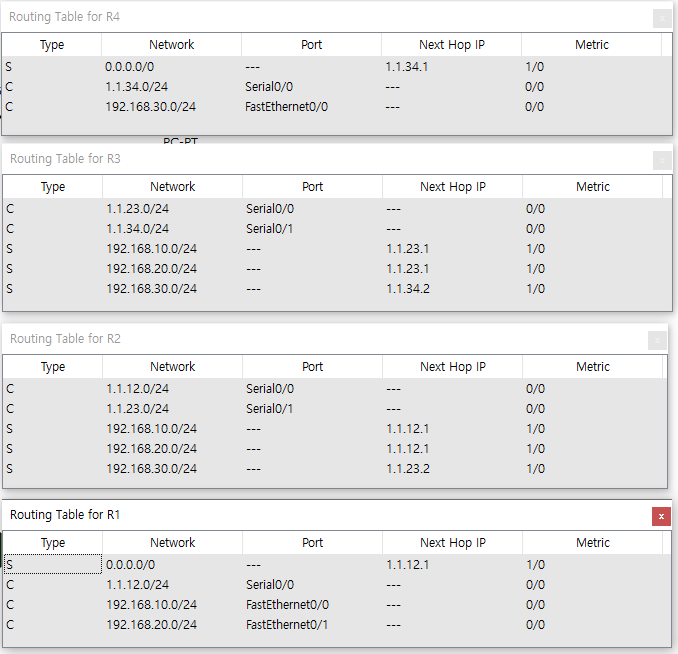 Routing Table for R4 x
Type Network Port Next Hop IP Metric
S 0.0.0.0/0 --- 1.1.34.1 1/0
C 1.1.34.0/24 Serial0/0 --- 0/0
C 192.168.30.0/24 FastEthernet0/0 --- 0/0
PC-PT
Routing Table for R3 x
Type Network Port Next Hop IP Metric
C 1.1.23.0/24 Serial0/0 --- 0/0
C 1.1.34.0/24 Serial0/1 --- 0/0
S 192.168.10.0/24 --- 1.1.23.1 1/0
S 192.168.20.0/24 --- 1.1.23.1 1/0
S 192.168.30.0/24 --- 1.1.34.2 1/0
Routing Table for R2 x
Type Network Port Next Hop IP Metric
C 1.1.12.0/24 Serial0/0 --- 0/0
C 1.1.23.0/24 Serial0/1 --- 0/0
S 192.168.10.0/24 --- 1.1.12.1 1/0
S 192.168.20.0/24 --- 1.1.12.1 1/0
S 192.168.30.0/24 --- 1.1.23.2 1/0
Routing Table for R1 x
Type Network Port Next Hop IP Metric
S 0.0.0.0/0 --- 1.1.12.1 1/0
C 1.1.12.0/24 Serial0/0 --- 0/0
C 192.168.10.0/24 FastEthernet0/0 --- 0/0
C 192.168.20.0/24 FastEthernet0/1 --- 0/0